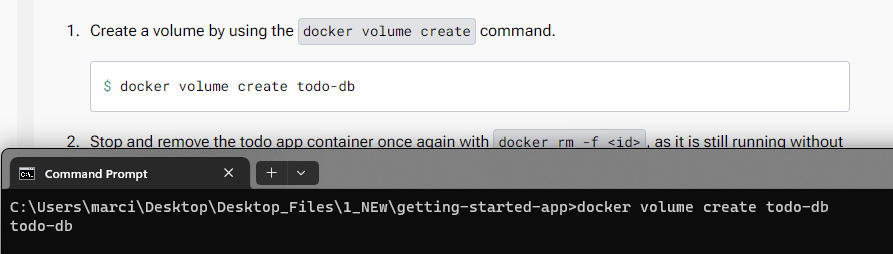 1. Create a volume by using the docker volume create command.
$ docker volume create todo-db
2. Stop and remove the todo app container once again with docker rm -f <id>, as it is still running without
Command Prompt
C:\Users\marci\Desktop\Desktop_Files\1_NEw\getting-started-app>docker volume create todo-db
todo-db